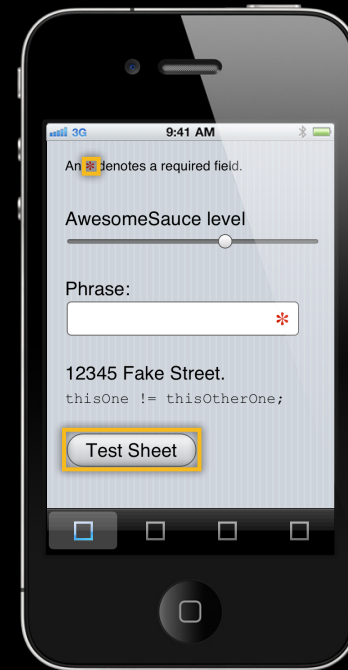 3G 9:41 AM
An * denotes a required field.
AwesomeSauce level
Phrase:
*
12345 Fake Street.
thisOne != thisOtherOne;
Test Sheet